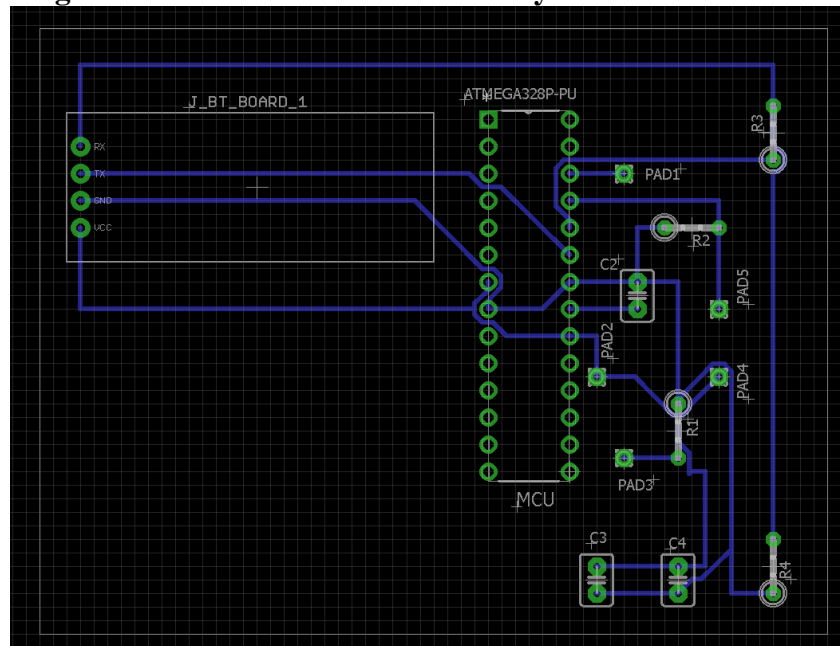 J_BT_BOARD_1
ATMEGA328P-PU
RX
TX
GND
VCC
R3
PAD1
R2
C2
PAD5
PAD2
PAD4
R1
PAD3
MCU
C3
C4
R4